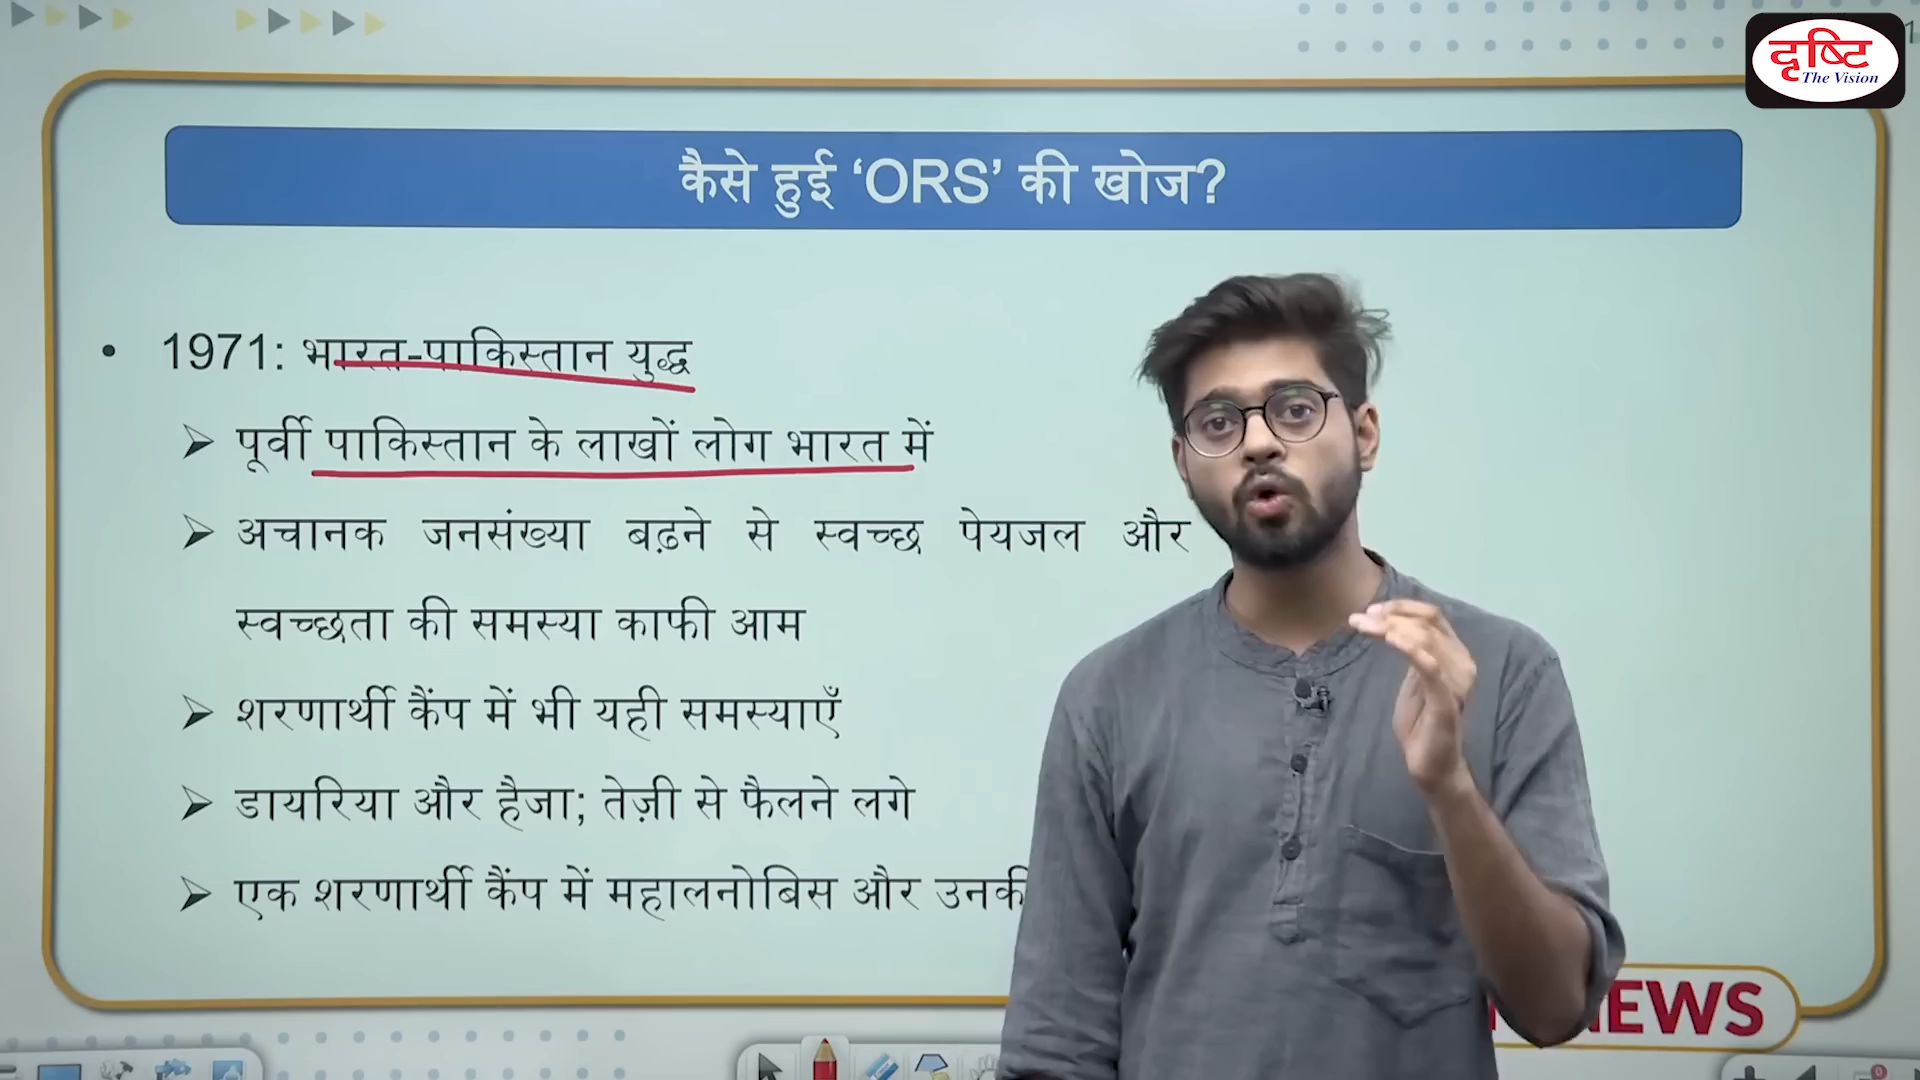 दृष्टि
The Vision
कैसे हुई ‘ORS’ की खोज?
• 1971: भारत-पाकिस्तान युद्ध
➢ पूर्वी पाकिस्तान के लाखों लोग भारत में
➢ अचानक जनसंख्या बढ़ने से स्वच्छ पेयजल और
स्वच्छता की समस्या काफी आम
➢ शरणार्थी कैंप में भी यही समस्याएँ
➢ डायरिया और हैजा; तेज़ी से फैलने लगे
➢ एक शरणार्थी कैंप में महालनोबिस और उनकी
NEWS